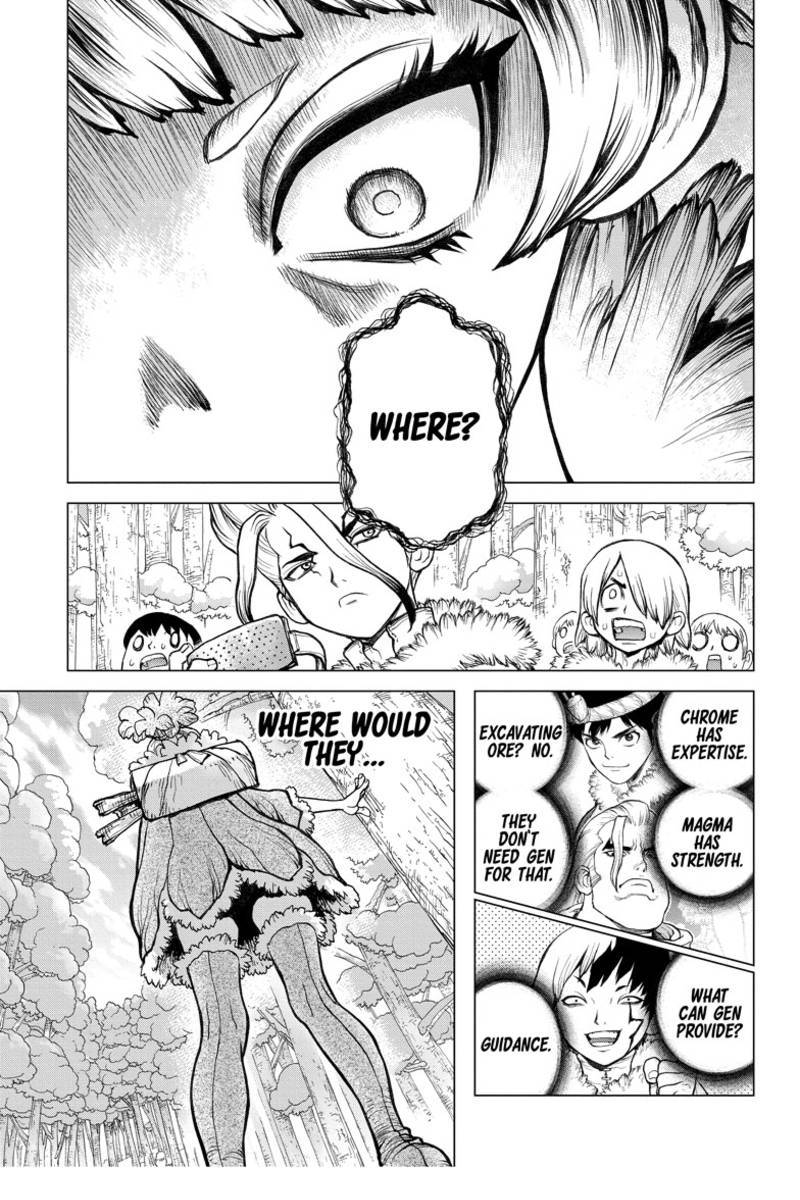 WHERE?
CHROME
HAS
EXPERTISE.
EXCAVATING
ORE? NO.
MAGMA
HAS
STRENGTH.
THEY
DON'T
NEED GEN
FOR THAT.
WHAT
CAN GEN
PROVIDE?
GUIDANCE.
WHERE WOULD
THEY...